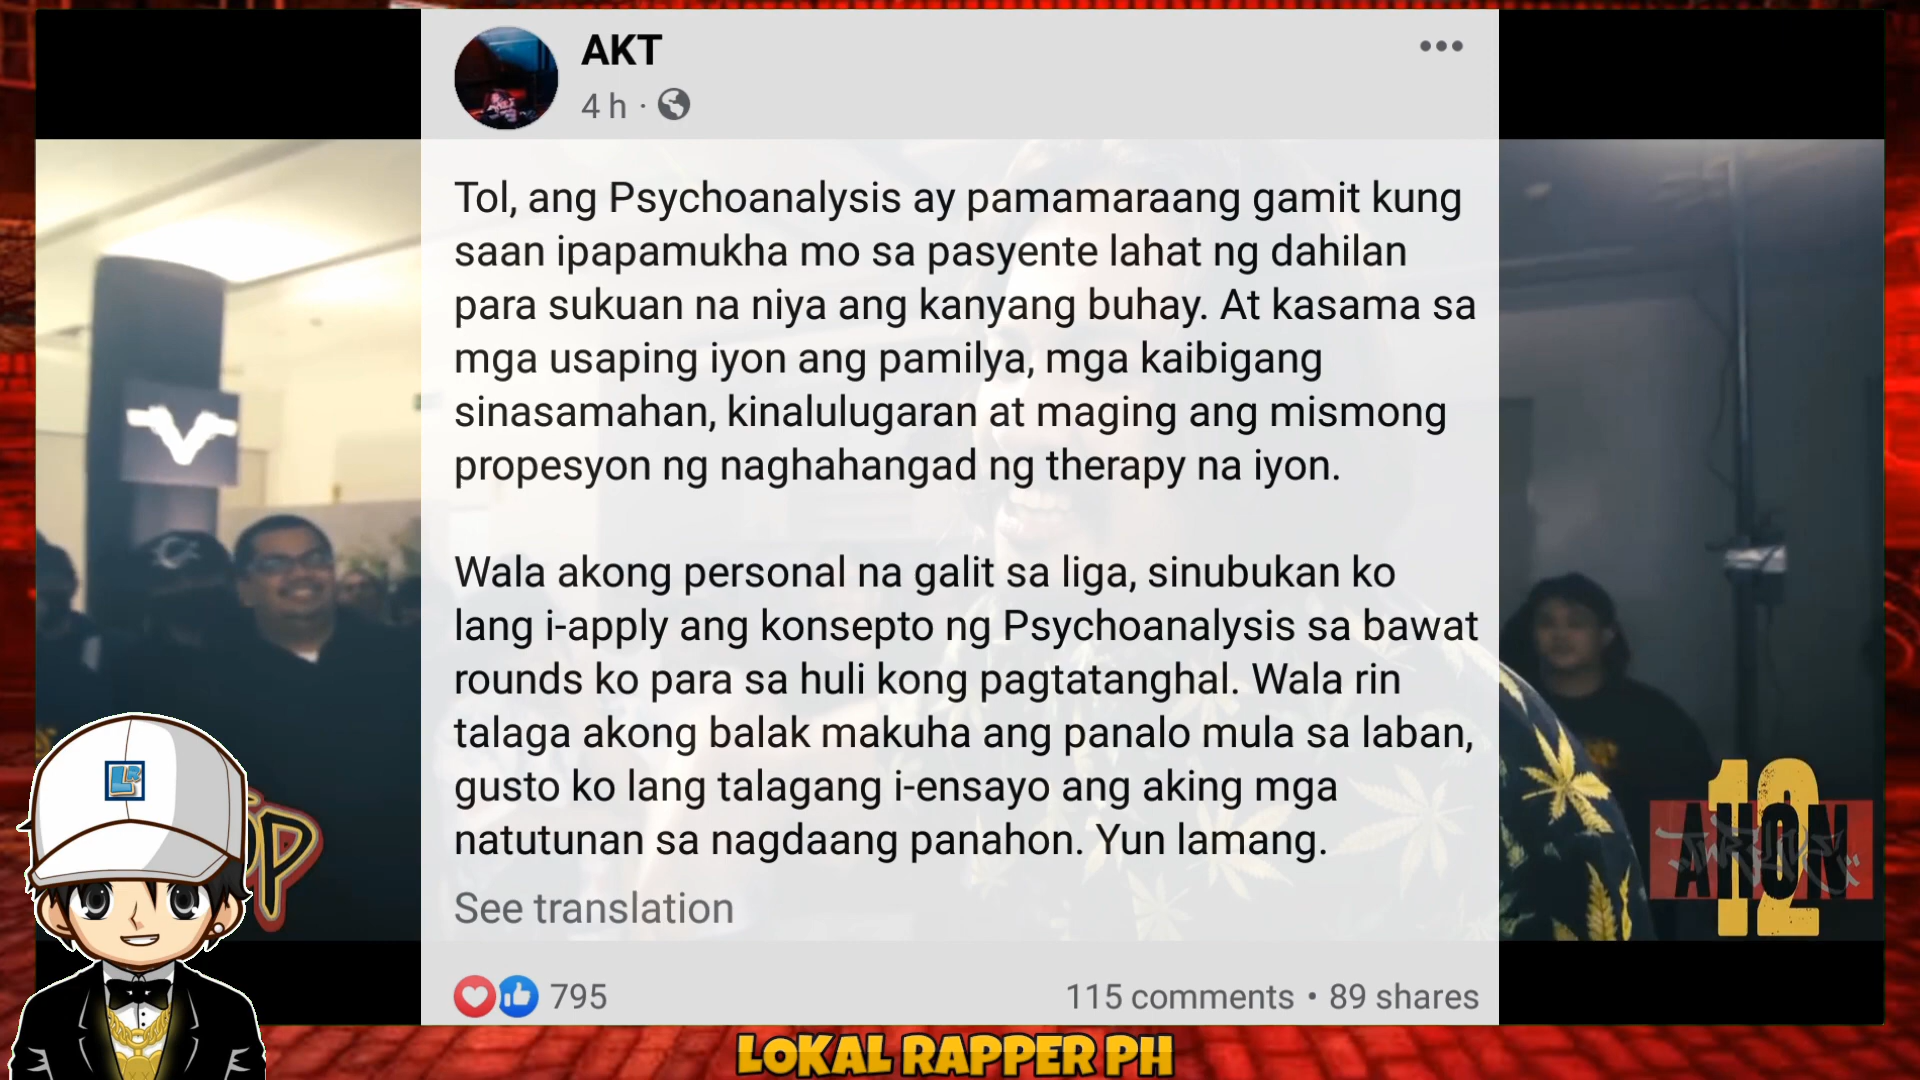 AKT
4 h ·
Tol, ang Psychoanalysis ay pamamaraang gamit kung
saan ipapamukha mo sa pasyente lahat ng dahilan
para sukuan na niya ang kanyang buhay. At kasama sa
mga usaping iyon ang pamilya, mga kaibigang
sinasamahan, kinalulugaran at maging ang mismong
propesyon ng naghahangad ng therapy na iyon.
Wala akong personal na galit sa liga, sinubukan ko
lang i-apply ang konsepto ng Psychoanalysis sa bawat
rounds ko para sa huli kong pagtatanghal. Wala rin
talaga akong balak makuha ang panalo mula sa laban,
gusto ko lang talagang i-ensayo ang aking mga
natutunan sa nagdaang panahon. Yun lamang.
See translation
795
115 comments • 89 shares
AHON
12
LOKAL RAPPER PH